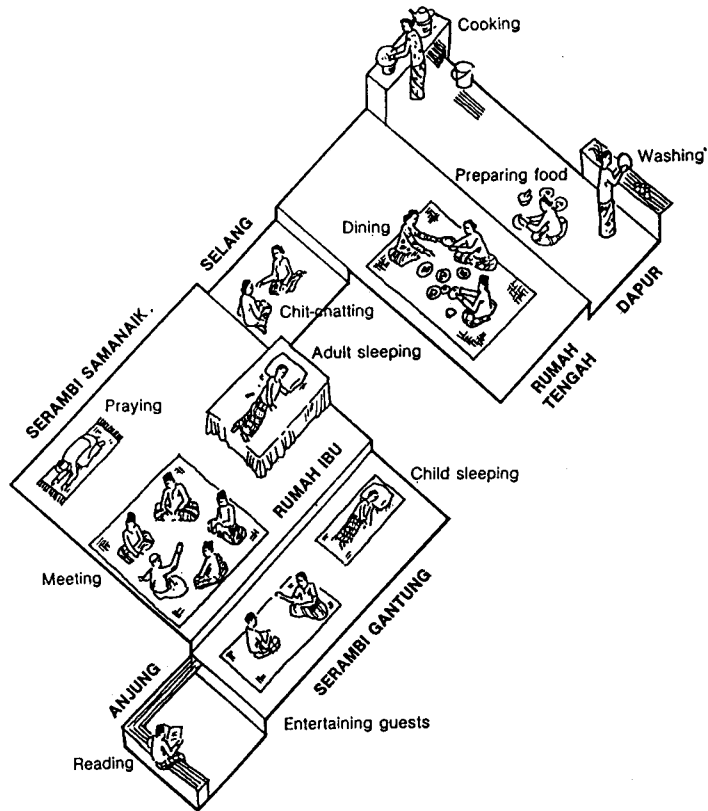 Cooking
Washing
Preparing food
Dining
SELANG
DAPUR
Chit-chatting
RUMAH
TENGAH
Adult sleeping
SERAMBI SAMANAIK.
Praying
RUMAH IBU
Child sleeping
Meeting
SERAMBI GANTUNG
ANJUNG
Entertaining guests
Reading